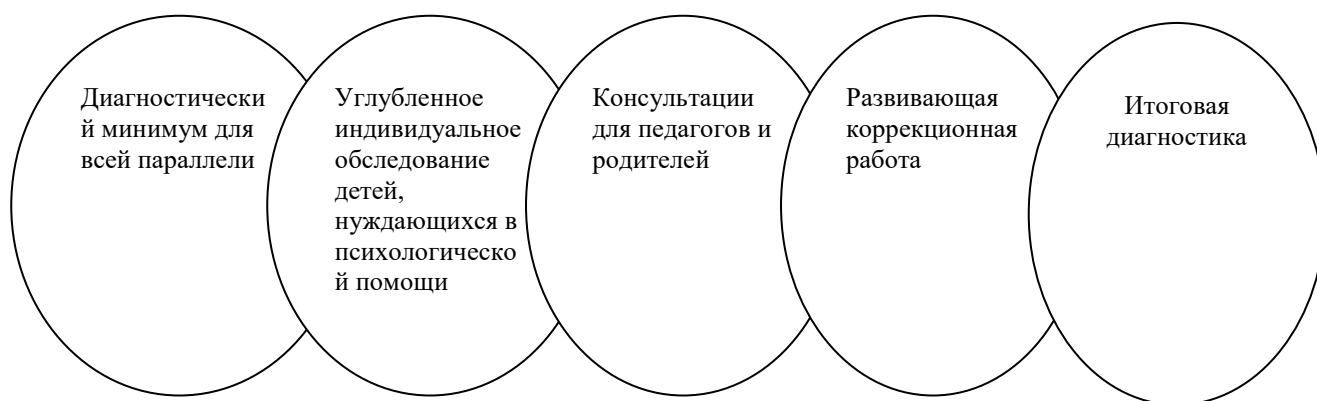 Диагностически
й минимум для
всей параллели
Углубленное
индивидуальное
обследование
детей,
нуждающихся в
психологическо
й помощи
Консультации
для педагогов и
родителей
Развивающая
коррекционная
работа
Итоговая
диагностика